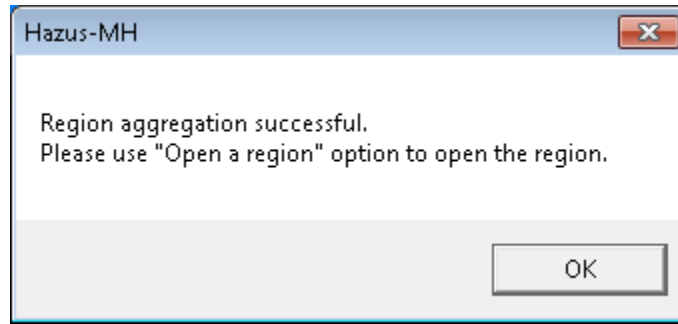 Hazus-MH
Region aggregation successful.
Please use "Open a region" option to open the region.
OK